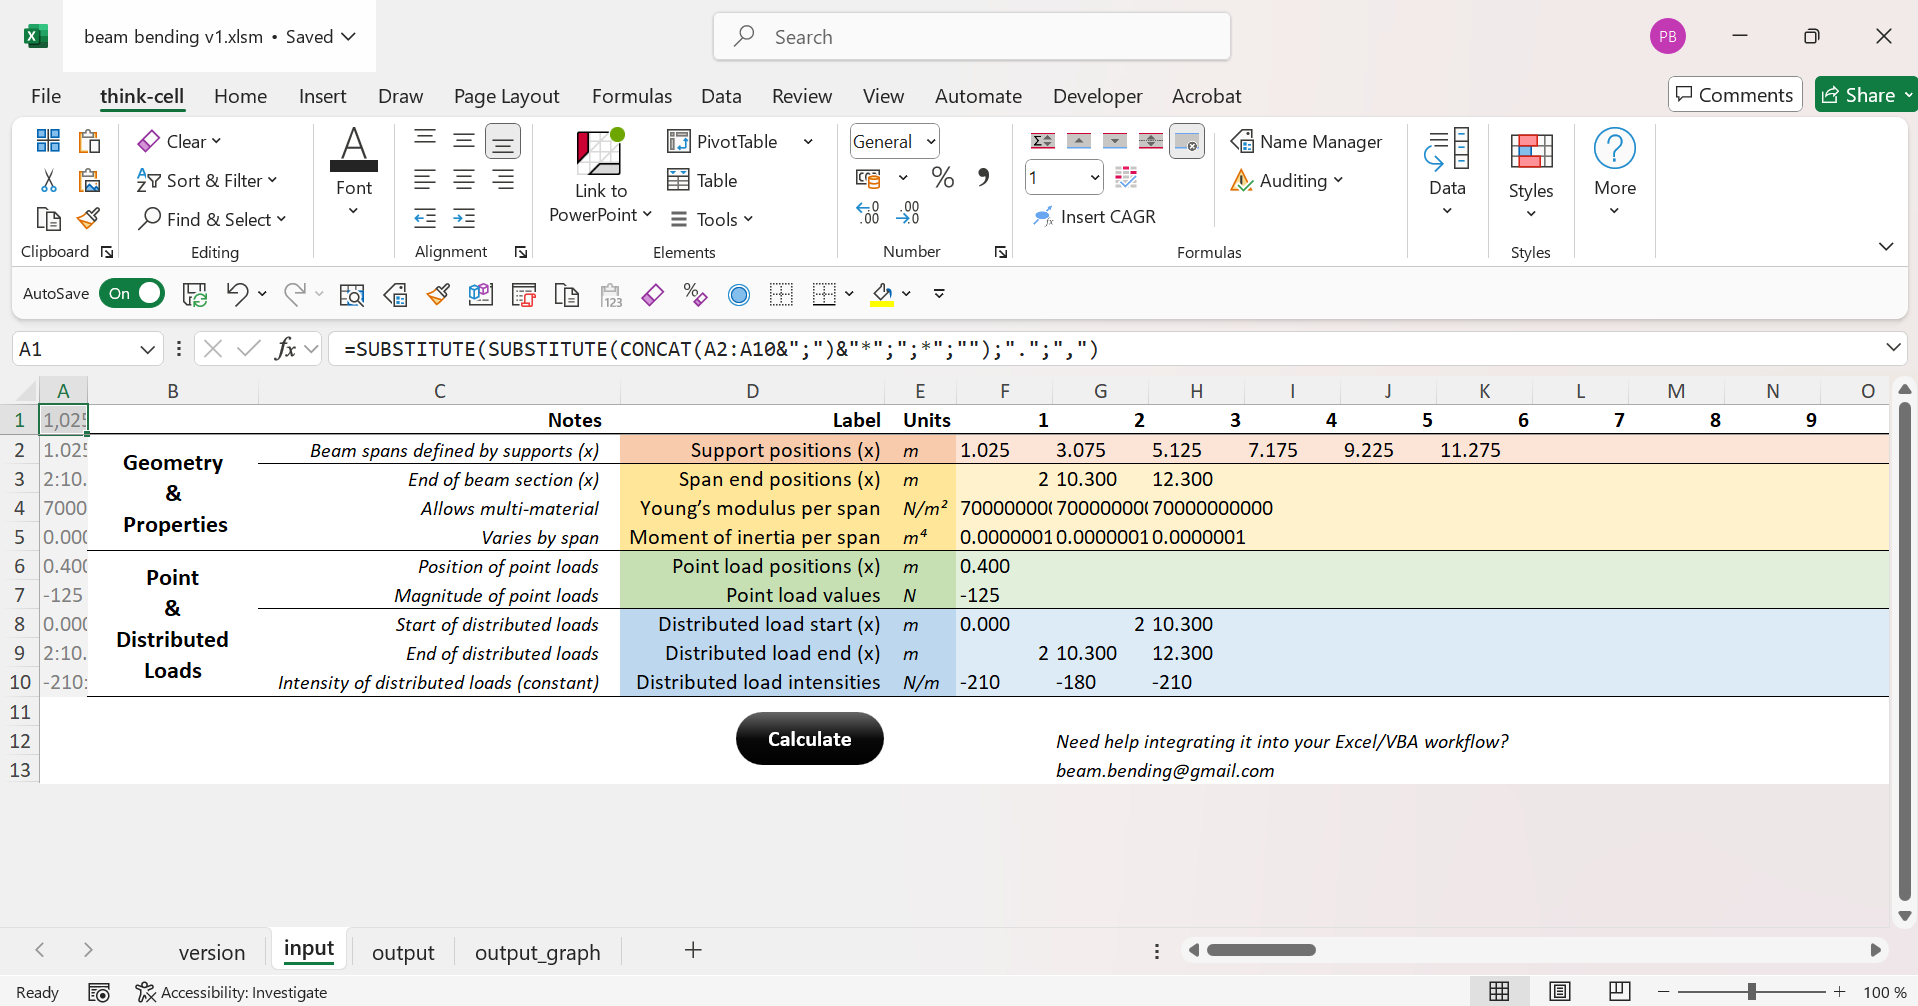 beam bending v1.xlsm • Saved
Search
PB
File think-cell Home Insert Draw Page Layout Formulas Data Review View Automate Developer Acrobat
Comments Share
Clear PivotTable General Name Manager
Sort & Filter Font Link to PowerPoint Table % 1 Auditing Data Styles More
Find & Select Tools Insert CAGR
Clipboard Editing Alignment Elements Number Formulas Styles
AutoSave On
A1 fx =SUBSTITUTE(SUBSTITUTE(CONCAT(A2:A10&";")&"*";";*";"");".";",")
A B C D E F G H I J K L M N O
1 1,025 Notes Label Units 1 2 3 4 5 6 7 8 9
2 1.025 Beam spans defined by supports (x) Support positions (x) m 1.025 3.075 5.125 7.175 9.225 11.275
Geometry & Properties
3 2:10. End of beam section (x) Span end positions (x) m 2 10.300 12.300
4 7000 Allows multi-material Young's modulus per span N/m² 700000000 700000000 70000000000
5 0.000 Varies by span Moment of inertia per span m⁴ 0.0000001 0.0000001 0.0000001
6 0.400 Position of point loads Point load positions (x) m 0.400
Point & Distributed Loads
7 -125 Magnitude of point loads Point load values N -125
8 0.000 Start of distributed loads Distributed load start (x) m 0.000 2 10.300
9 2:10. End of distributed loads Distributed load end (x) m 2 10.300 12.300
10 -210: Intensity of distributed loads (constant) Distributed load intensities N/m -210 -180 -210
11
Calculate
12 Need help integrating it into your Excel/VBA workflow?
13 beam.bending@gmail.com
version input output output_graph
Ready Accessibility: Investigate 100 %